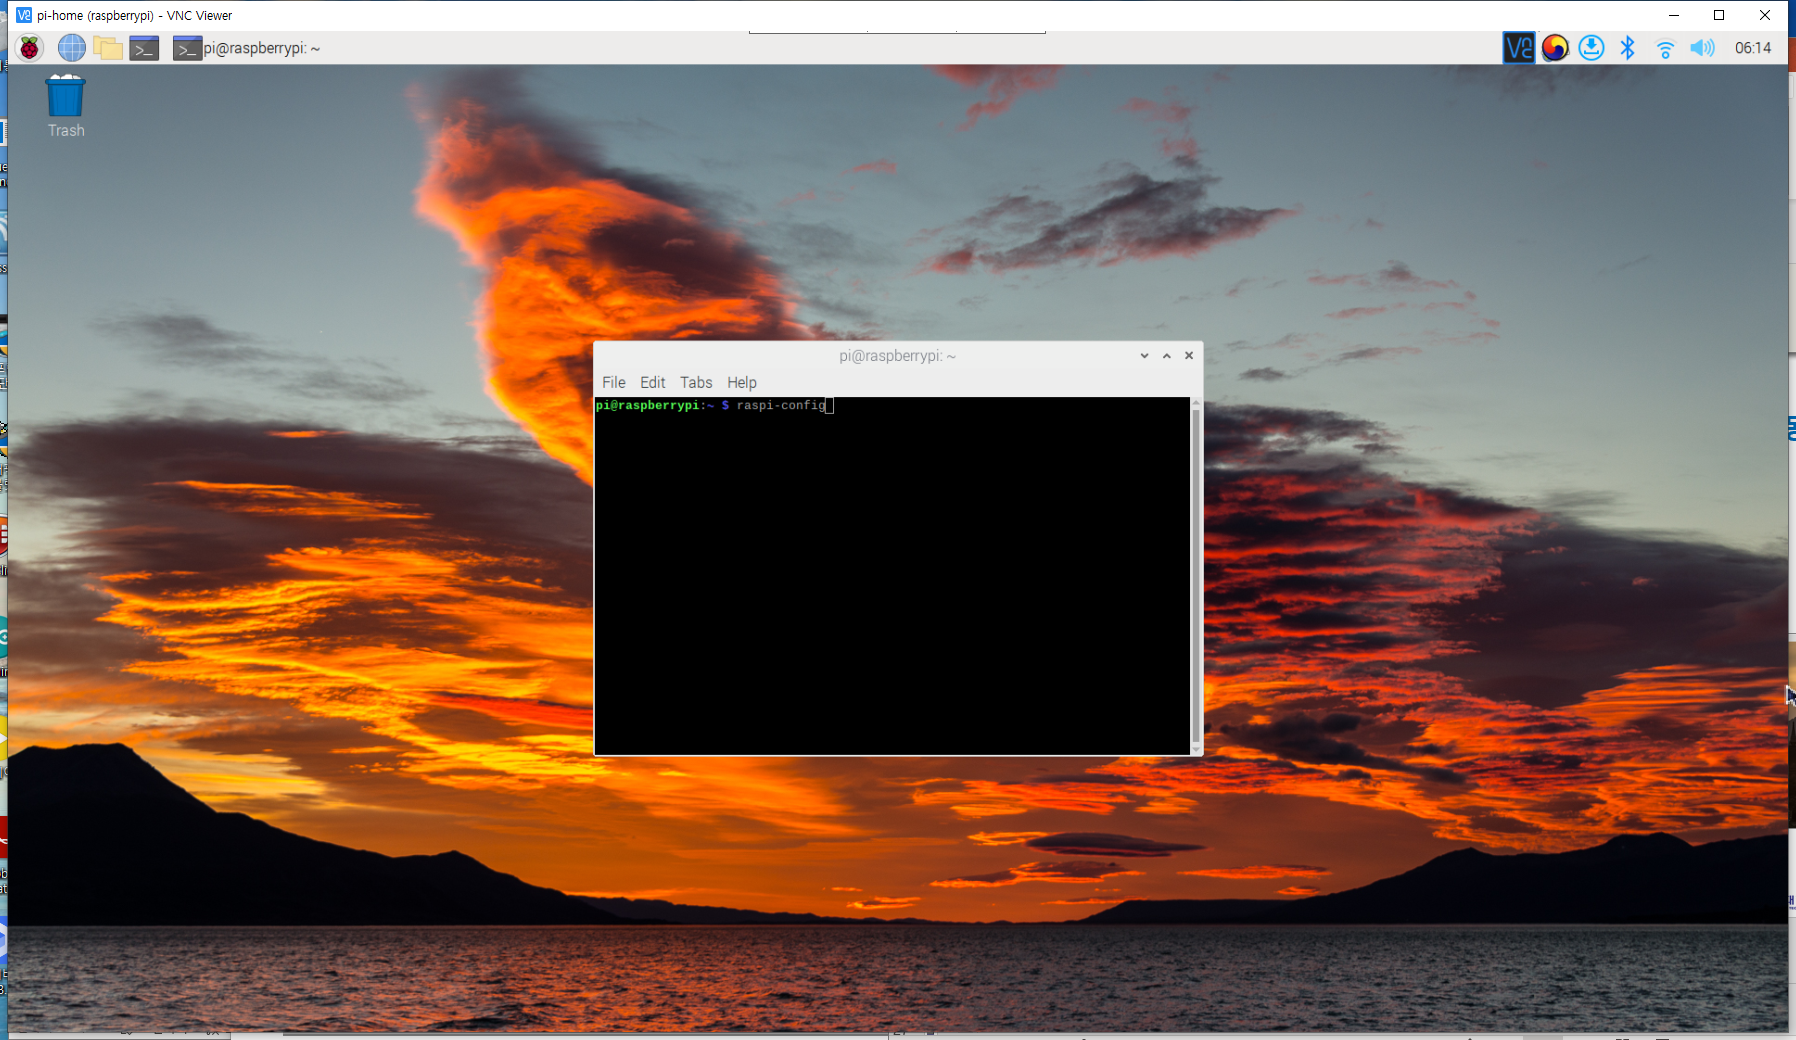 pi-home (raspberrypi) - VNC Viewer
pi@raspberrypi: ~
06:14
Trash
pi@raspberrypi: ~
File Edit Tabs Help
pi@raspberrypi:~ $ raspi-config